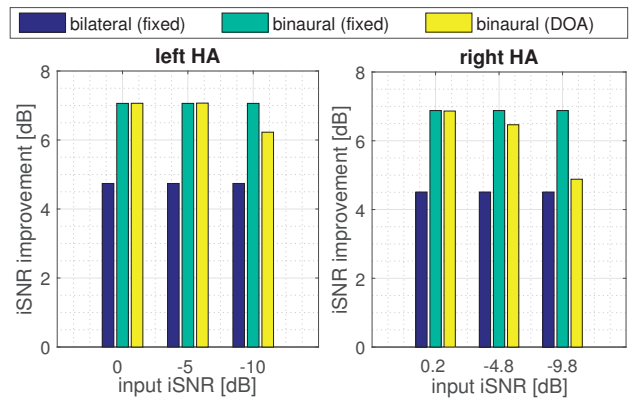 bilateral (fixed) binaural (fixed) binaural (DOA)
left HA
8
6
4
2
0
iSNR improvement [dB]
0 -5 -10
input iSNR [dB]
right HA
8
6
4
2
0
iSNR improvement [dB]
0.2 -4.8 -9.8
input iSNR [dB]